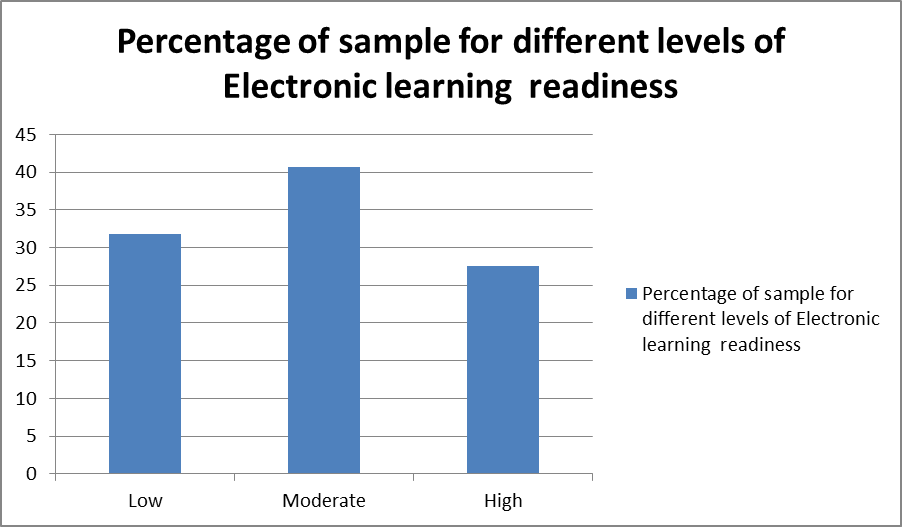 Percentage of sample for different levels of
Electronic learning  readiness
45
40
35
30
25
20
15
10
5
0
Low
Moderate
High
Percentage of sample for
different levels of Electronic
learning  readiness